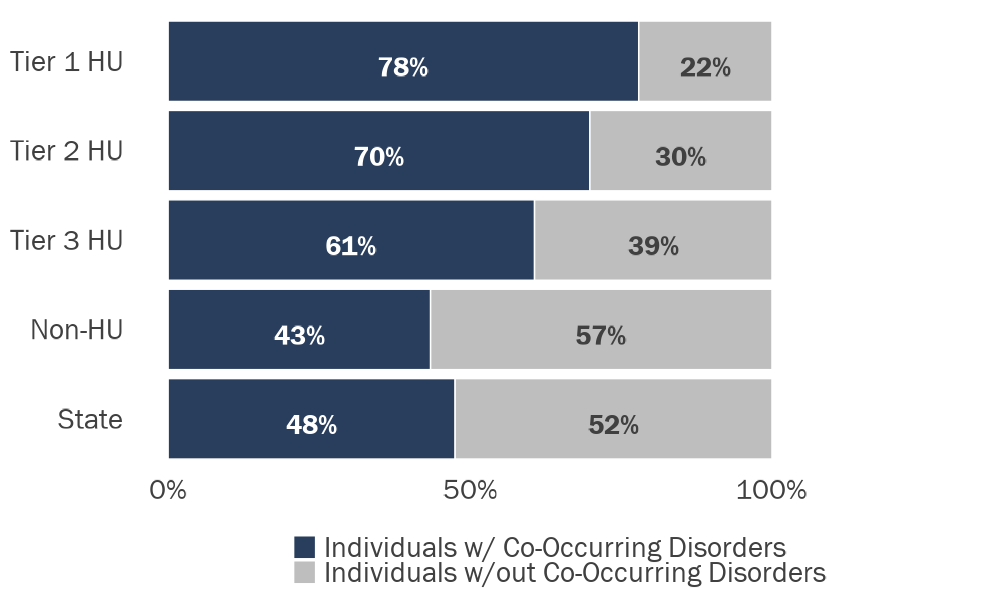 Tier 1 HU 78% 22%
Tier 2 HU 70% 30%
Tier 3 HU 61% 39%
Non-HU 43% 57%
State 48% 52%
0% 50% 100%
Individuals w/ Co-Occurring Disorders
Individuals w/out Co-Occurring Disorders